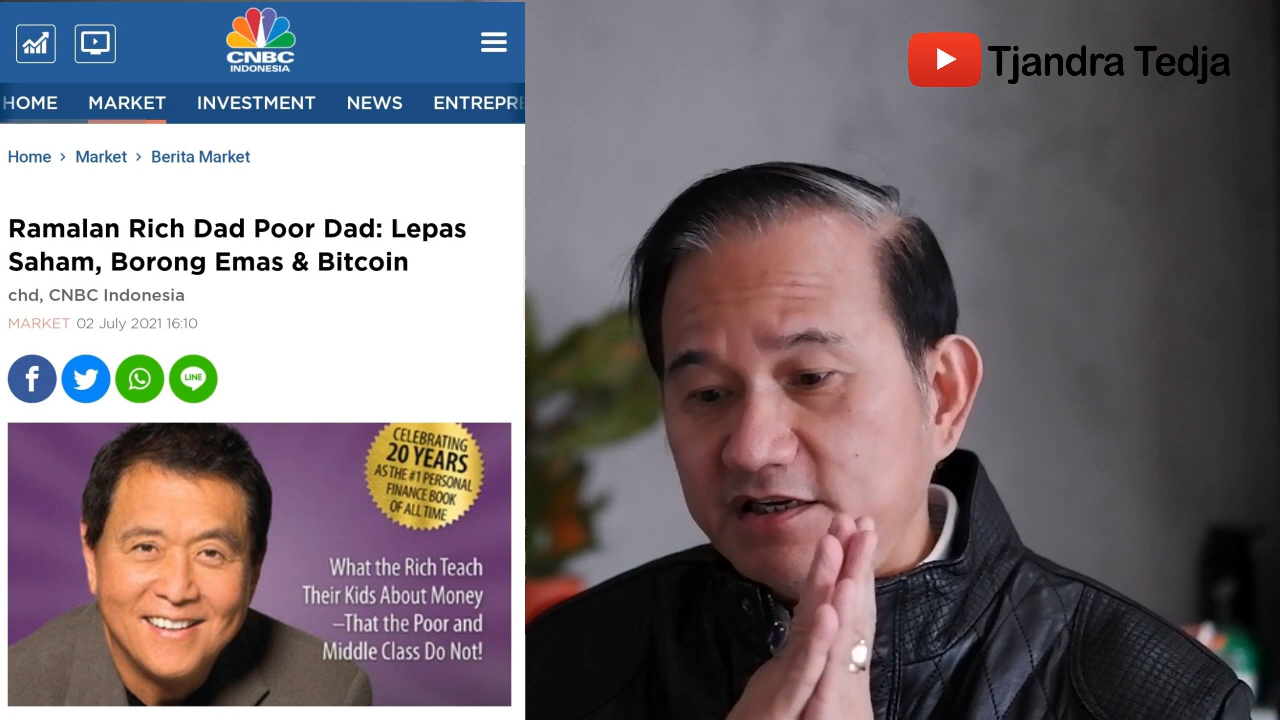 CNBC
INDONESIA
HOME MARKET INVESTMENT NEWS ENTREPRE
Home > Market > Berita Market
Ramalan Rich Dad Poor Dad: Lepas
Saham, Borong Emas & Bitcoin
chd, CNBC Indonesia
MARKET 02 July 2021 16:10
f
LINE
CELEBRATING
20 YEARS
AS THE #1 PERSONAL
FINANCE BOOK
OF ALL TIME
What the Rich Teach
Their Kids About Money
–That the Poor and
Middle Class Do Not!
Tjandra Tedja